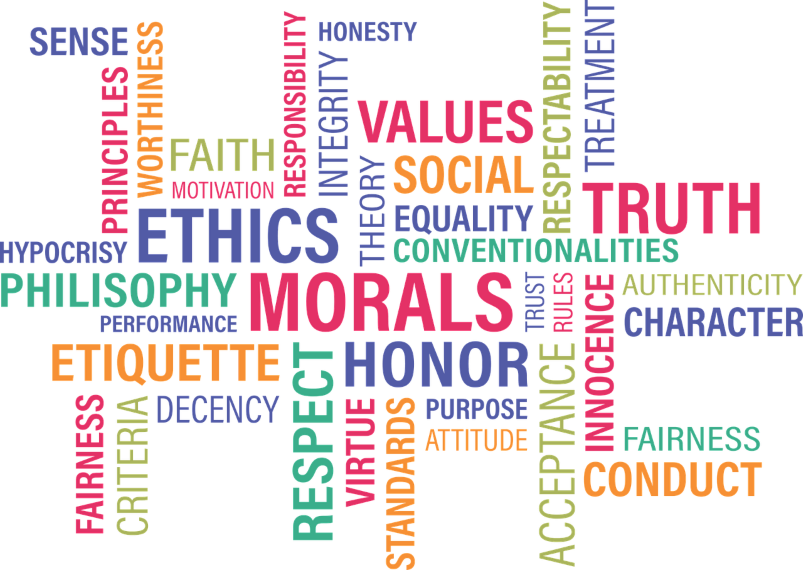 SENSE
PRINCIPLES
WORTHINESS
RESPONSIBILITY
HONESTY
INTEGRITY
RESPECTABILITY
TREATMENT
VALUES
FAITH
MOTIVATION
THEORY
SOCIAL
TRUTH
ETHICS
EQUALITY
HYPOCRISY
CONVENTIONALITIES
PHILISOPHY
MORALS
TRUST
RULES
INNOCENCE
AUTHENTICITY
PERFORMANCE
CHARACTER
ETIQUETTE
RESPECT
HONOR
ACCEPTANCE
FAIRNESS
CRITERIA
DECENCY
VIRTUE
STANDARDS
PURPOSE
ATTITUDE
FAIRNESS
CONDUCT